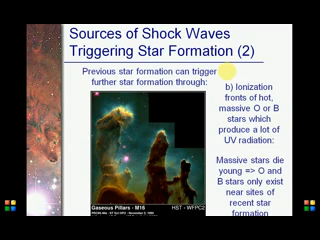 Sources of Shock Waves
Triggering Star Formation (2)
Previous star formation can trigger
further star formation through:
b) Ionization
fronts of hot,
massive O or B
stars which
produce a lot of
UV radiation:
Massive stars die
young => O and
B stars only exist
near sites of
recent star
formation
Gaseous Pillars · M16
HST · WFPC2